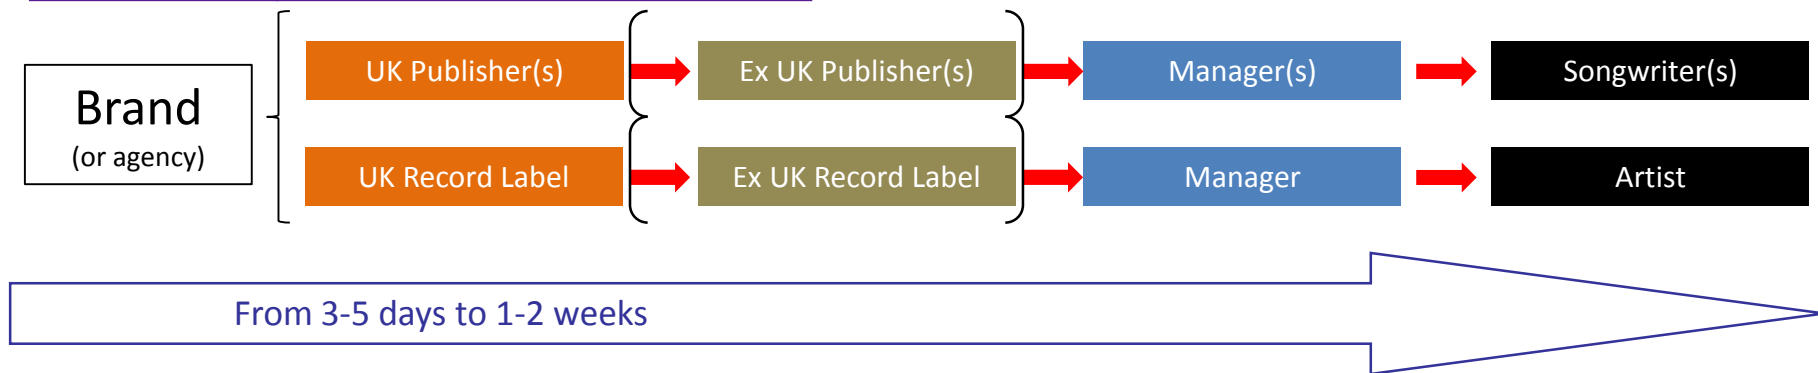 Brand
(or agency)
UK Publisher(s)
Ex UK Publisher(s)
Manager(s)
Songwriter(s)
UK Record Label
Ex UK Record Label
Manager
Artist
From 3-5 days to 1-2 weeks